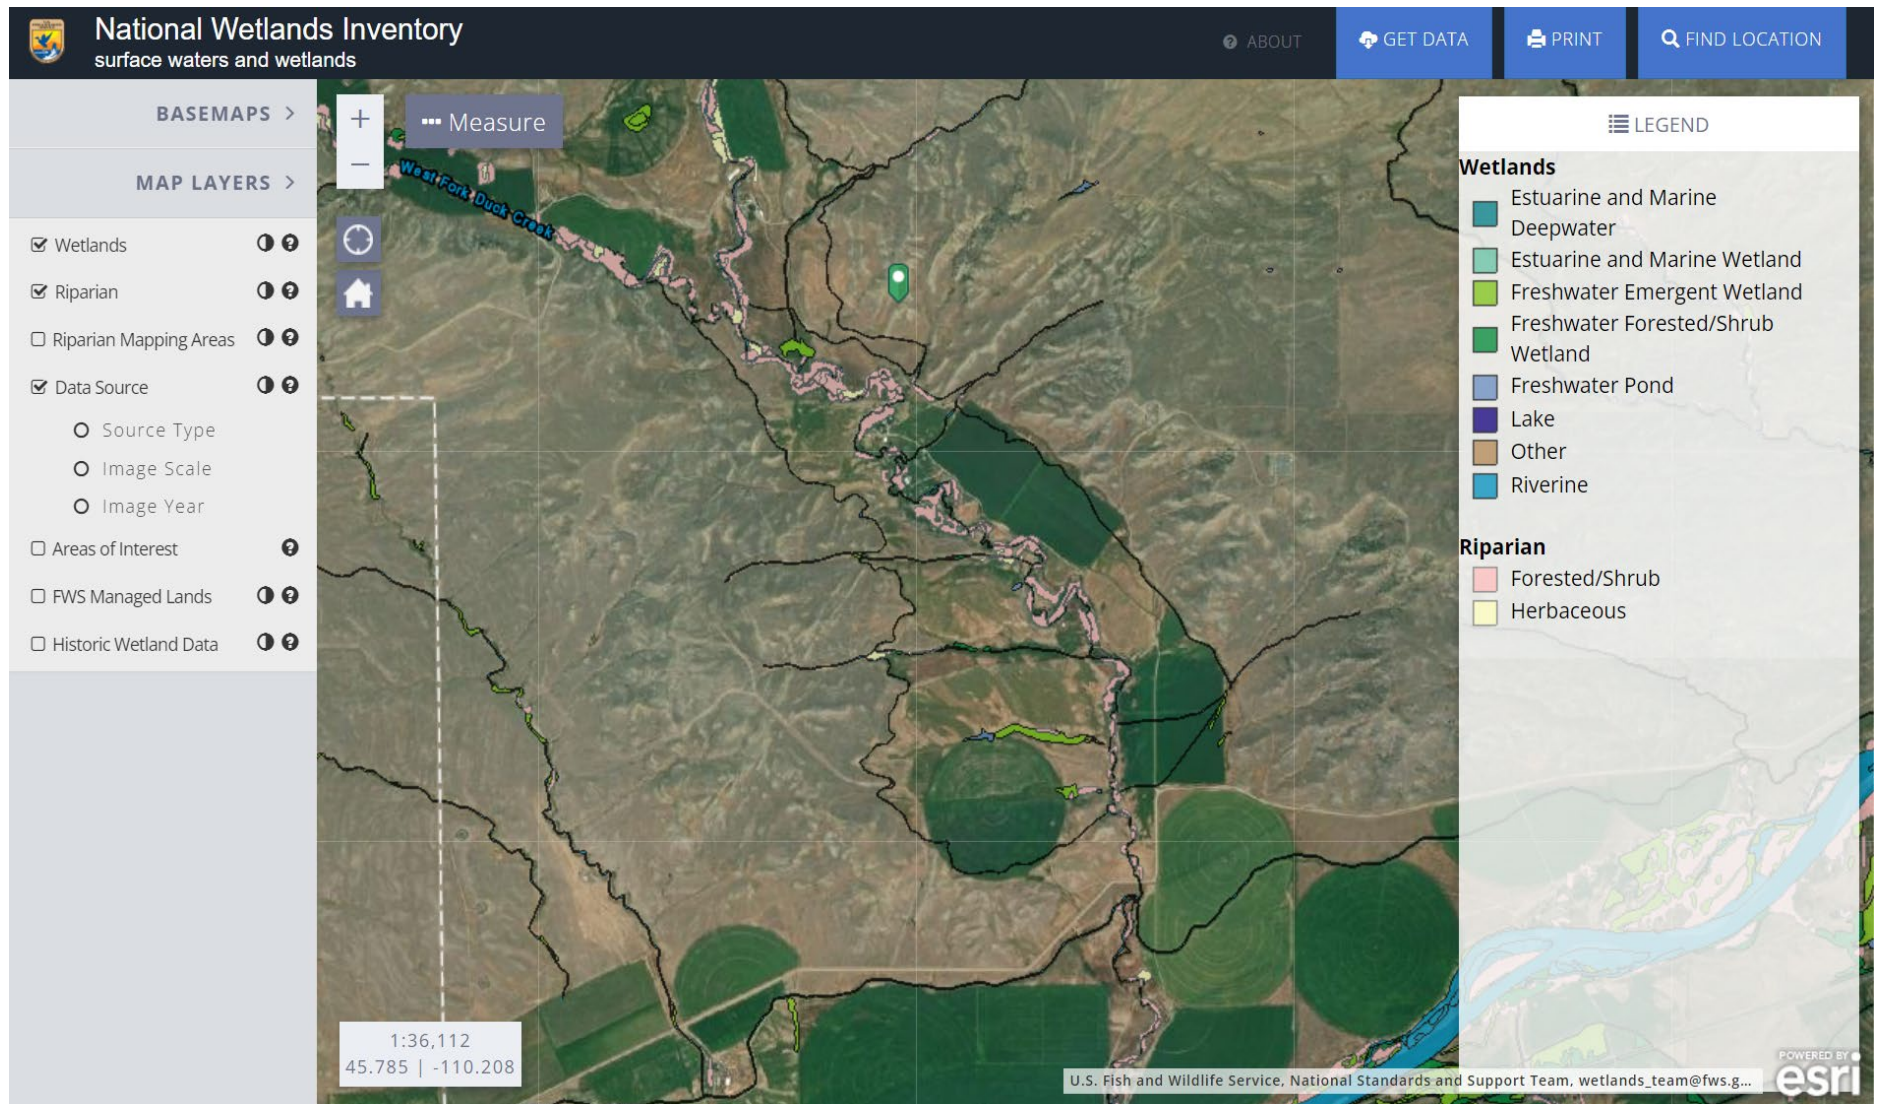 National Wetlands Inventory
surface waters and wetlands
ABOUT
GET DATA
PRINT
FIND LOCATION
BASEMAPS >
MAP LAYERS >
Wetlands
Riparian
Riparian Mapping Areas
Data Source
Source Type
Image Scale
Image Year
Areas of Interest
FWS Managed Lands
Historic Wetland Data
+
Measure
−
West Fork Duck Creek
LEGEND
Wetlands
Estuarine and Marine
Deepwater
Estuarine and Marine Wetland
Freshwater Emergent Wetland
Freshwater Forested/Shrub
Wetland
Freshwater Pond
Lake
Other
Riverine
Riparian
Forested/Shrub
Herbaceous
1:36,112
45.785 | -110.208
U.S. Fish and Wildlife Service, National Standards and Support Team, wetlands_team@fws.g...
POWERED BY
esri